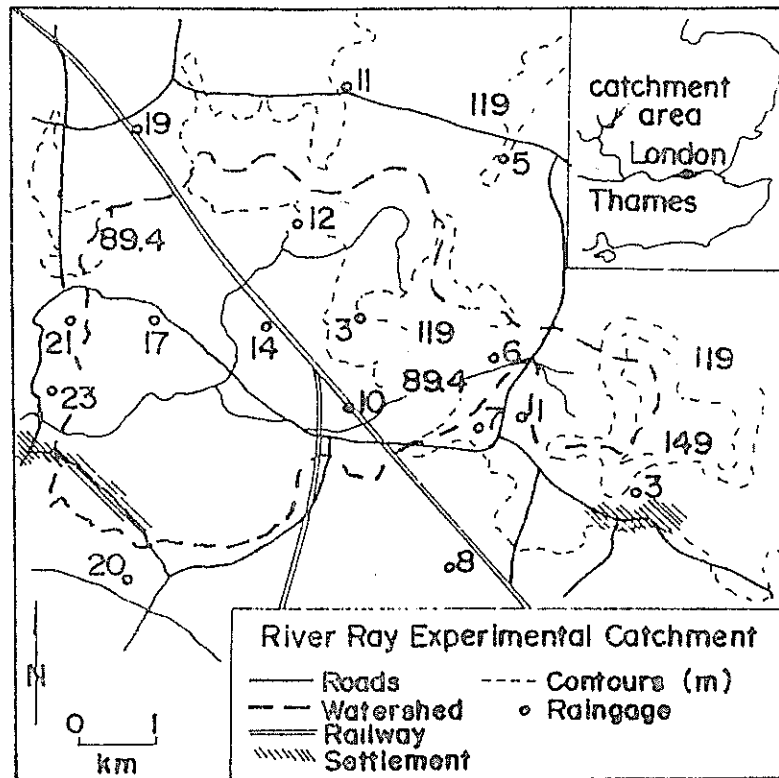 11
119
catchment
area
London
Thames
19
5
12
89.4
3
119
21
17
14
6
119
89.4
23
10
7
11
149
3
20
8
River Ray Experimental Catchment
Roads
Contours (m)
Watershed
Raingage
Railway
Settlement
N
0 1
km